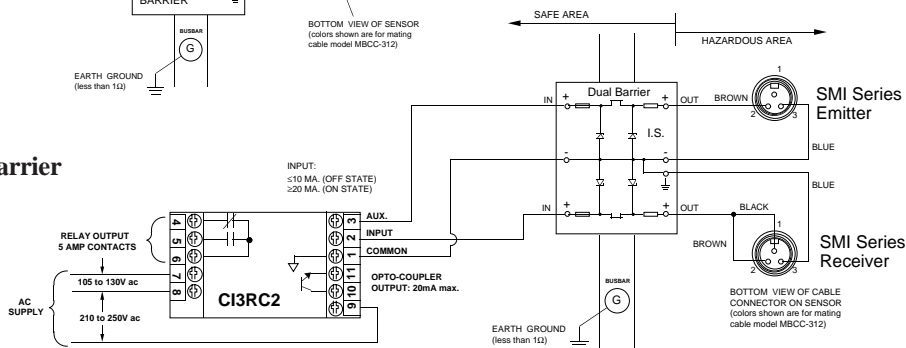 BARRIER
BUSBAR
G
EARTH GROUND
(less than 1Ω)
BOTTOM VIEW OF SENSOR
(colors shown are for mating
cable model MBCC-312)
SAFE AREA
HAZARDOUS AREA
arrier
INPUT:
≤10 MA. (OFF STATE)
≥20 MA. (ON STATE)
RELAY OUTPUT
5 AMP CONTACTS
AC
SUPPLY
105 to 130V ac
210 to 250V ac
4
5
6
7
8
CI3RC2
3
2
1
11
10
9
AUX.
INPUT
COMMON
OPTO-COUPLER
OUTPUT: 20mA max.
Dual Barrier
IN + + OUT
I.S.
- -
IN + + OUT
BUSBAR
G
EARTH GROUND
(less than 1Ω)
BROWN
1
2
3
SMI Series
Emitter
BLUE
BLUE
BLACK
BROWN
1
2
3
SMI Series
Receiver
BOTTOM VIEW OF CABLE
CONNECTOR ON SENSOR
(colors shown are for mating
cable model MBCC-312)